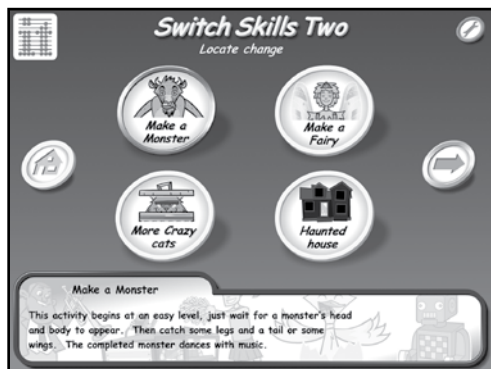 Switch Skills Two
Locate change
Make a
Monster
Make a
Fairy
More Crazy
cats
Haunted
house
Make a Monster
This activity begins at an easy level, just wait for a monster's head
and body to appear.  Then catch some legs and a tail or some
wings.  The completed monster dances with music.